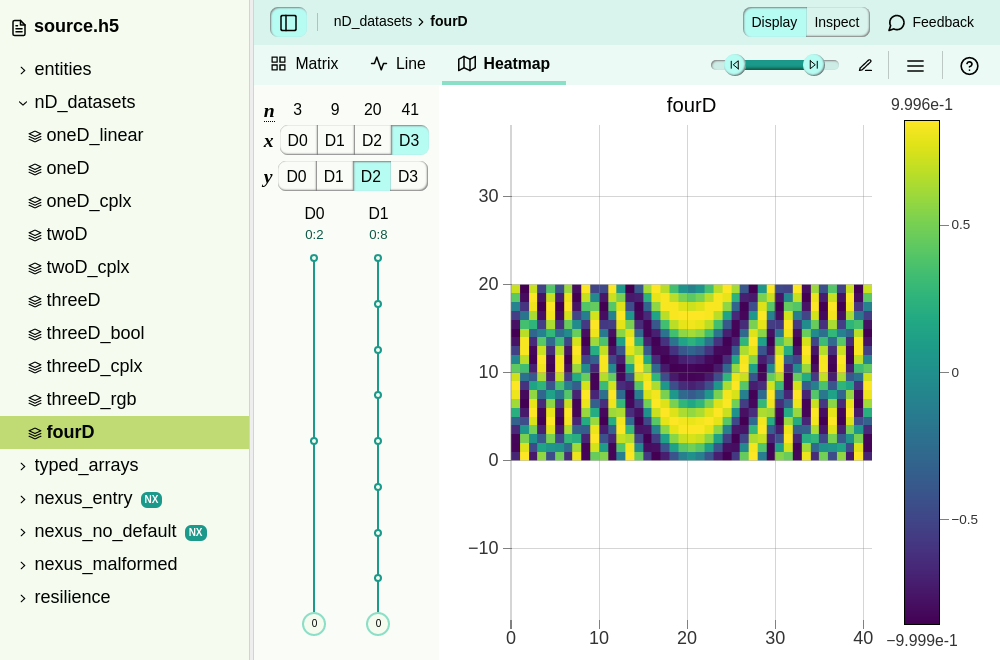 source.h5
entities
nD_datasets
oneD_linear
oneD
oneD_cplx
twoD
twoD_cplx
threeD
threeD_bool
threeD_cplx
threeD_rgb
fourD
typed_arrays
nexus_entry NX
nexus_no_default NX
nexus_malformed
resilience
nD_datasets fourD
Display Inspect Feedback
Matrix Line Heatmap
n 3 9 20 41
x D0 D1 D2 D3
y D0 D1 D2 D3
D0 D1
0:2 0:8
0 0
fourD
30
20
10
0
−10
0 10 20 30 40
9.996e-1
0.5
0
−0.5
−9.999e-1